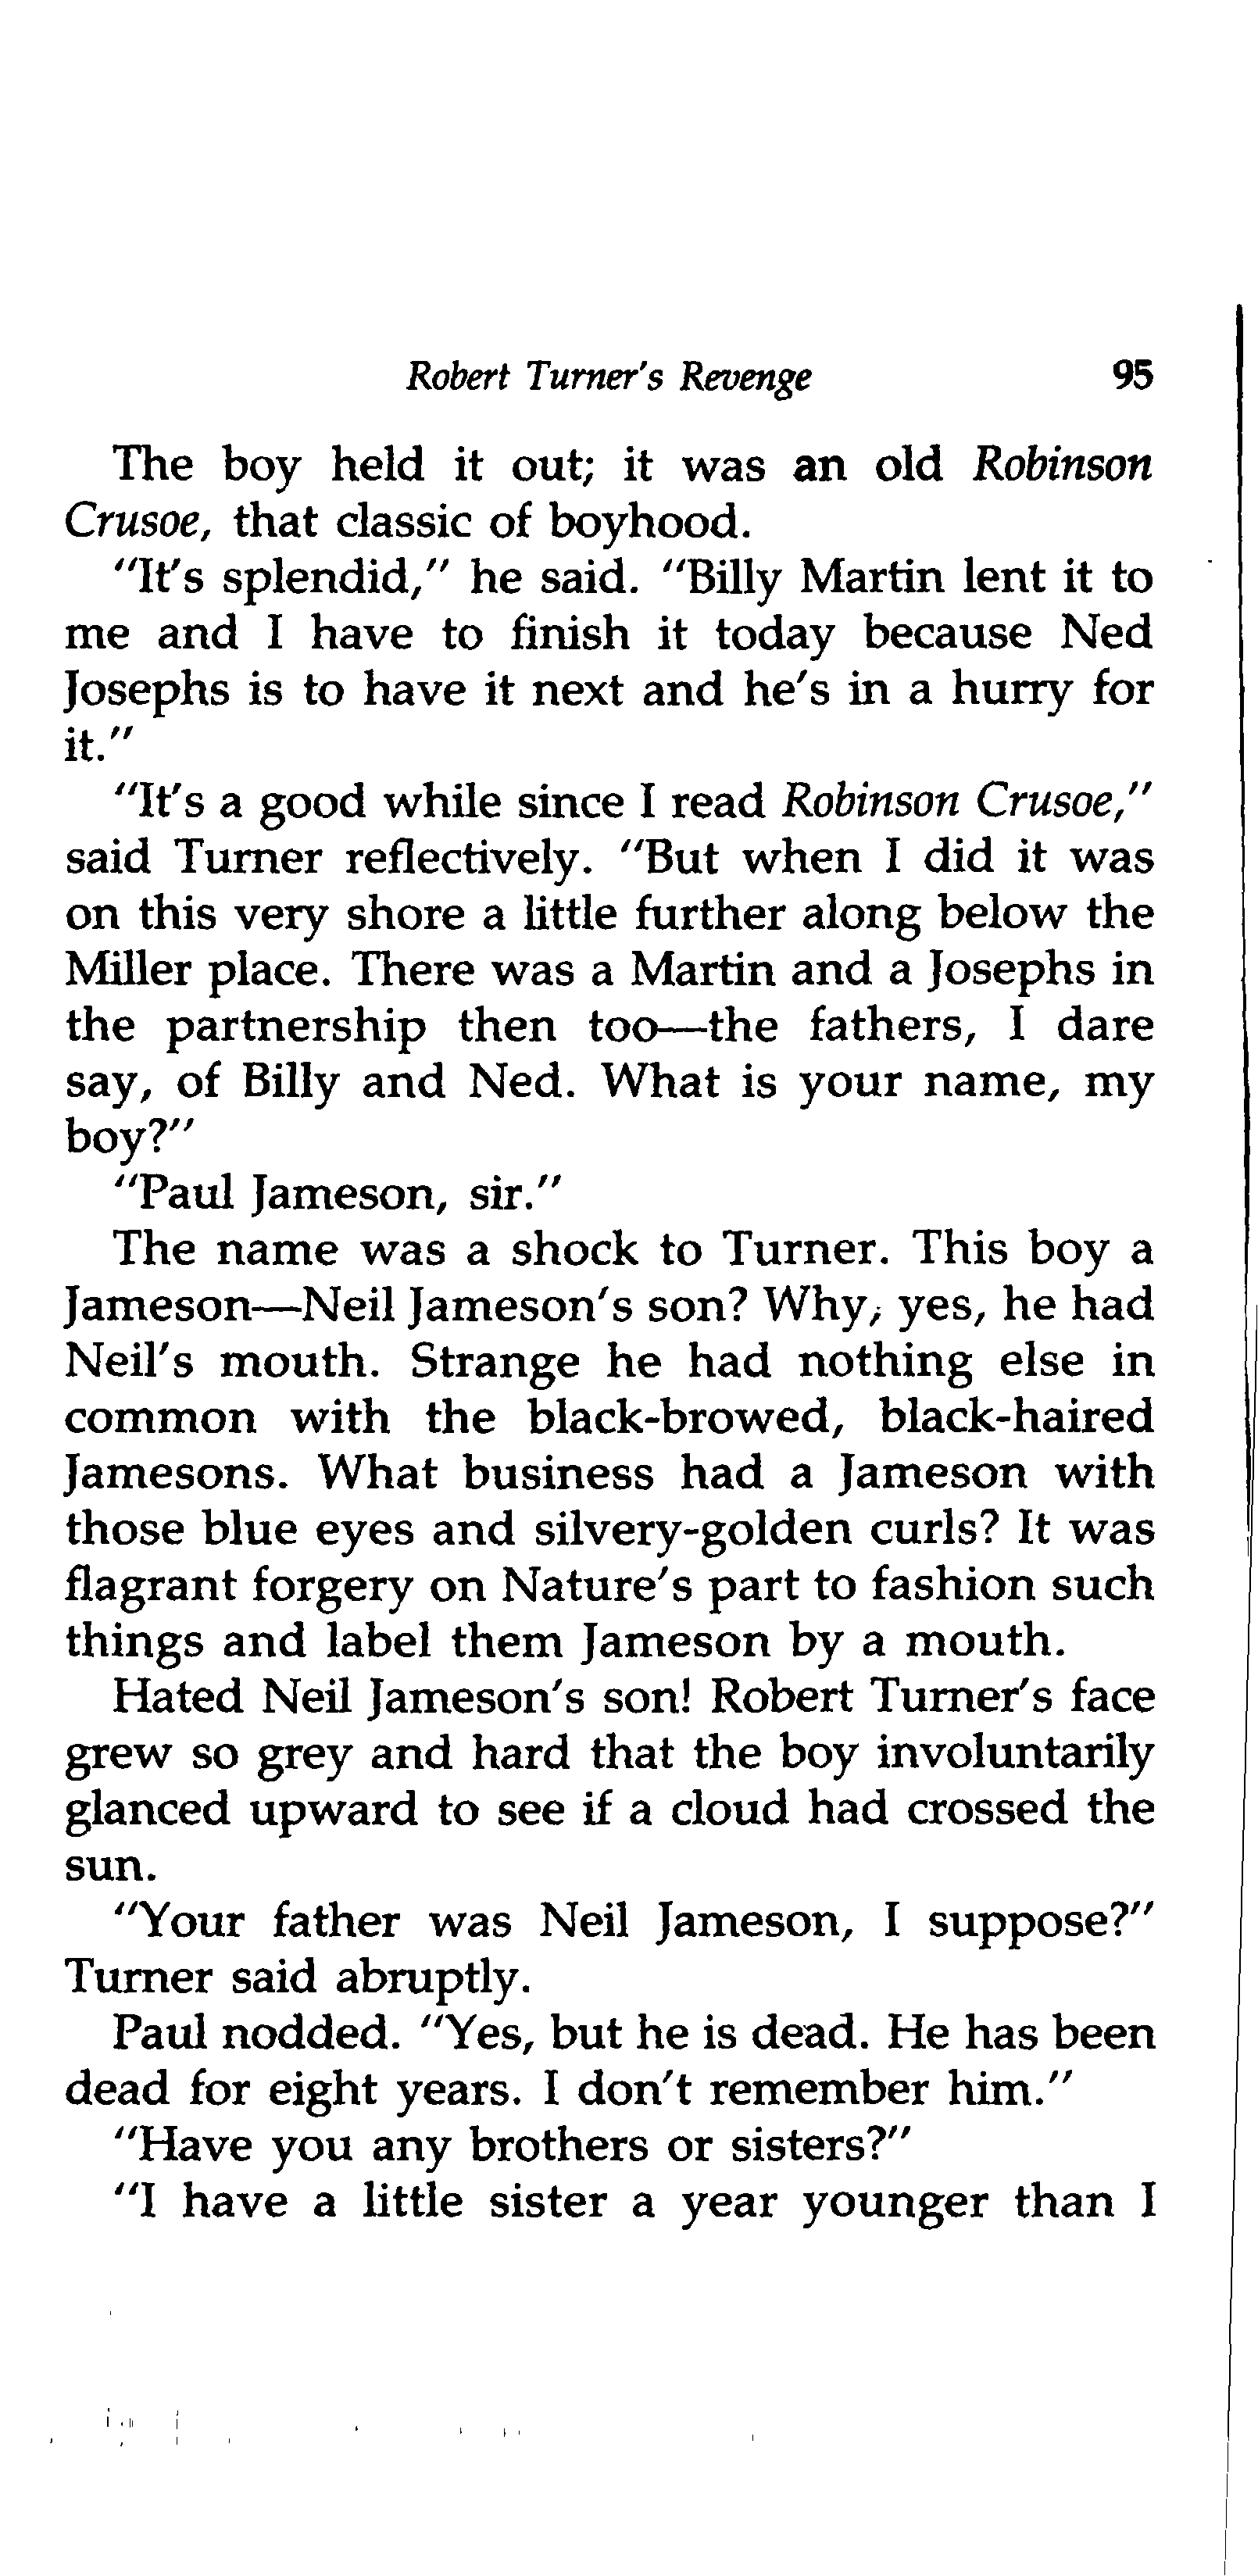 Robert Turner's Revenge 95
The boy held it out; it was an old Robinson
Crusoe, that classic of boyhood.
"It's splendid," he said. "Billy Martin lent it to
me and I have to finish it today because Ned
Josephs is to have it next and he's in a hurry for
it."
"It's a good while since I read Robinson Crusoe,"
said Turner reflectively. "But when I did it was
on this very shore a little further along below the
Miller place. There was a Martin and a Josephs in
the partnership then too—the fathers, I dare
say, of Billy and Ned. What is your name, my
boy?"
"Paul Jameson, sir."
The name was a shock to Turner. This boy a
Jameson—Neil Jameson's son? Why, yes, he had
Neil's mouth. Strange he had nothing else in
common with the black-browed, black-haired
Jamesons. What business had a Jameson with
those blue eyes and silvery-golden curls? It was
flagrant forgery on Nature's part to fashion such
things and label them Jameson by a mouth.
Hated Neil Jameson's son! Robert Turner's face
grew so grey and hard that the boy involuntarily
glanced upward to see if a cloud had crossed the
sun.
"Your father was Neil Jameson, I suppose?"
Turner said abruptly.
Paul nodded. "Yes, but he is dead. He has been
dead for eight years. I don't remember him."
"Have you any brothers or sisters?"
"I have a little sister a year younger than I